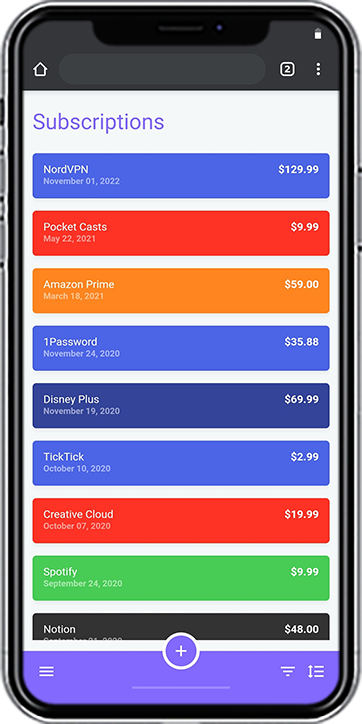 2
Subscriptions
NordVPN $129.99
November 01, 2022
Pocket Casts $9.99
May 22, 2021
Amazon Prime $59.00
March 18, 2021
1Password $35.88
November 24, 2020
Disney Plus $69.99
November 19, 2020
TickTick $2.99
October 10, 2020
Creative Cloud $19.99
October 07, 2020
Spotify $9.99
September 24, 2020
Notion $48.00
September 21, 2020